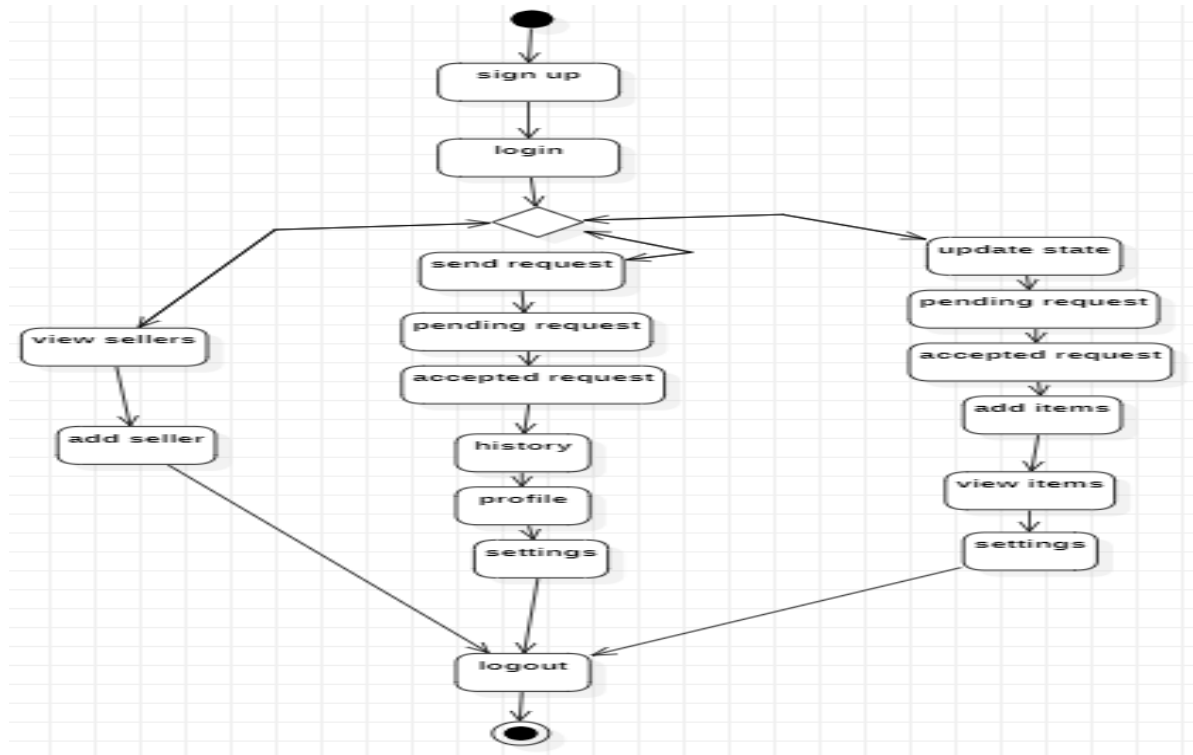 sign up
login
view sellers
add seller
send request
pending request
accepted request
history
profile
settings
update state
pending request
accepted request
add items
view items
settings
logout